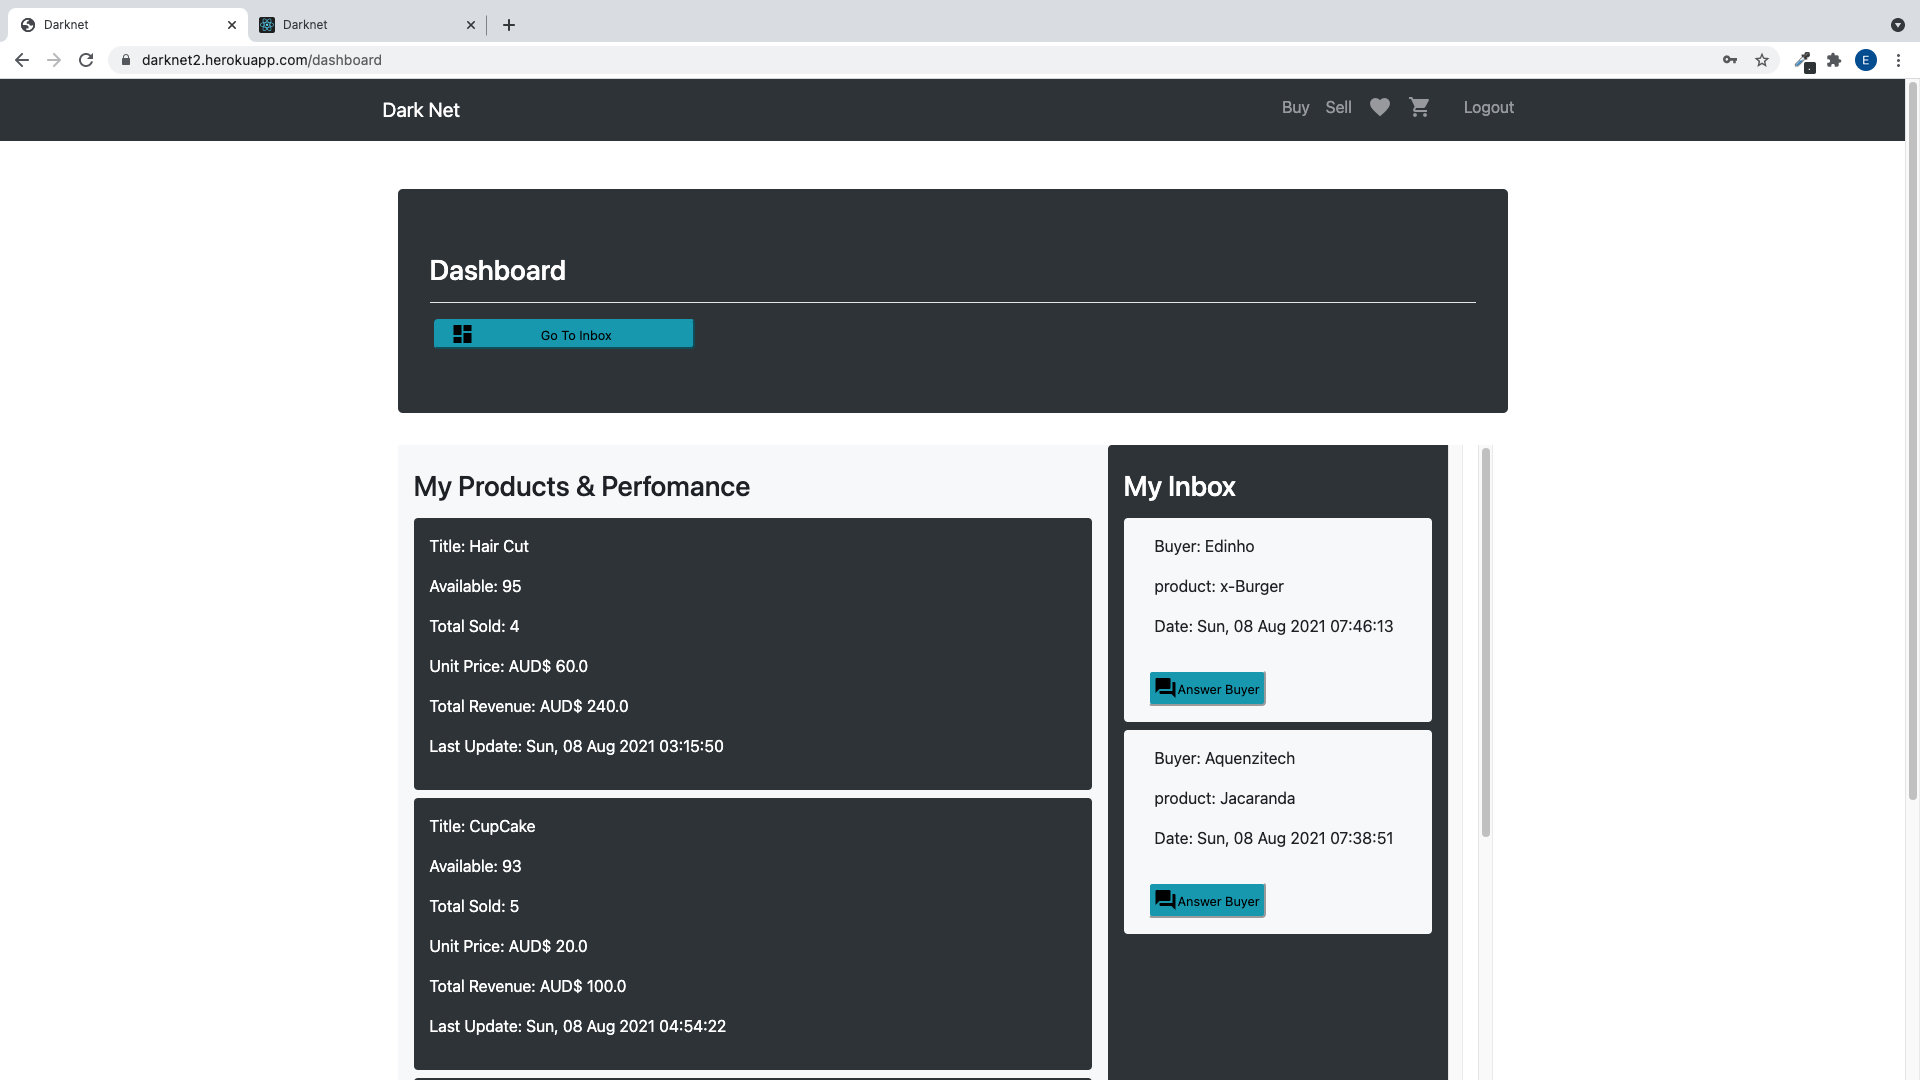 Darknet
Darknet
darknet2.herokuapp.com/dashboard
E
Dark Net
Buy Sell Logout
Dashboard
Go To Inbox
My Products & Perfomance
Title: Hair Cut
Available: 95
Total Sold: 4
Unit Price: AUD$ 60.0
Total Revenue: AUD$ 240.0
Last Update: Sun, 08 Aug 2021 03:15:50
Title: CupCake
Available: 93
Total Sold: 5
Unit Price: AUD$ 20.0
Total Revenue: AUD$ 100.0
Last Update: Sun, 08 Aug 2021 04:54:22
My Inbox
Buyer: Edinho
product: x-Burger
Date: Sun, 08 Aug 2021 07:46:13
Answer Buyer
Buyer: Aquenzitech
product: Jacaranda
Date: Sun, 08 Aug 2021 07:38:51
Answer Buyer